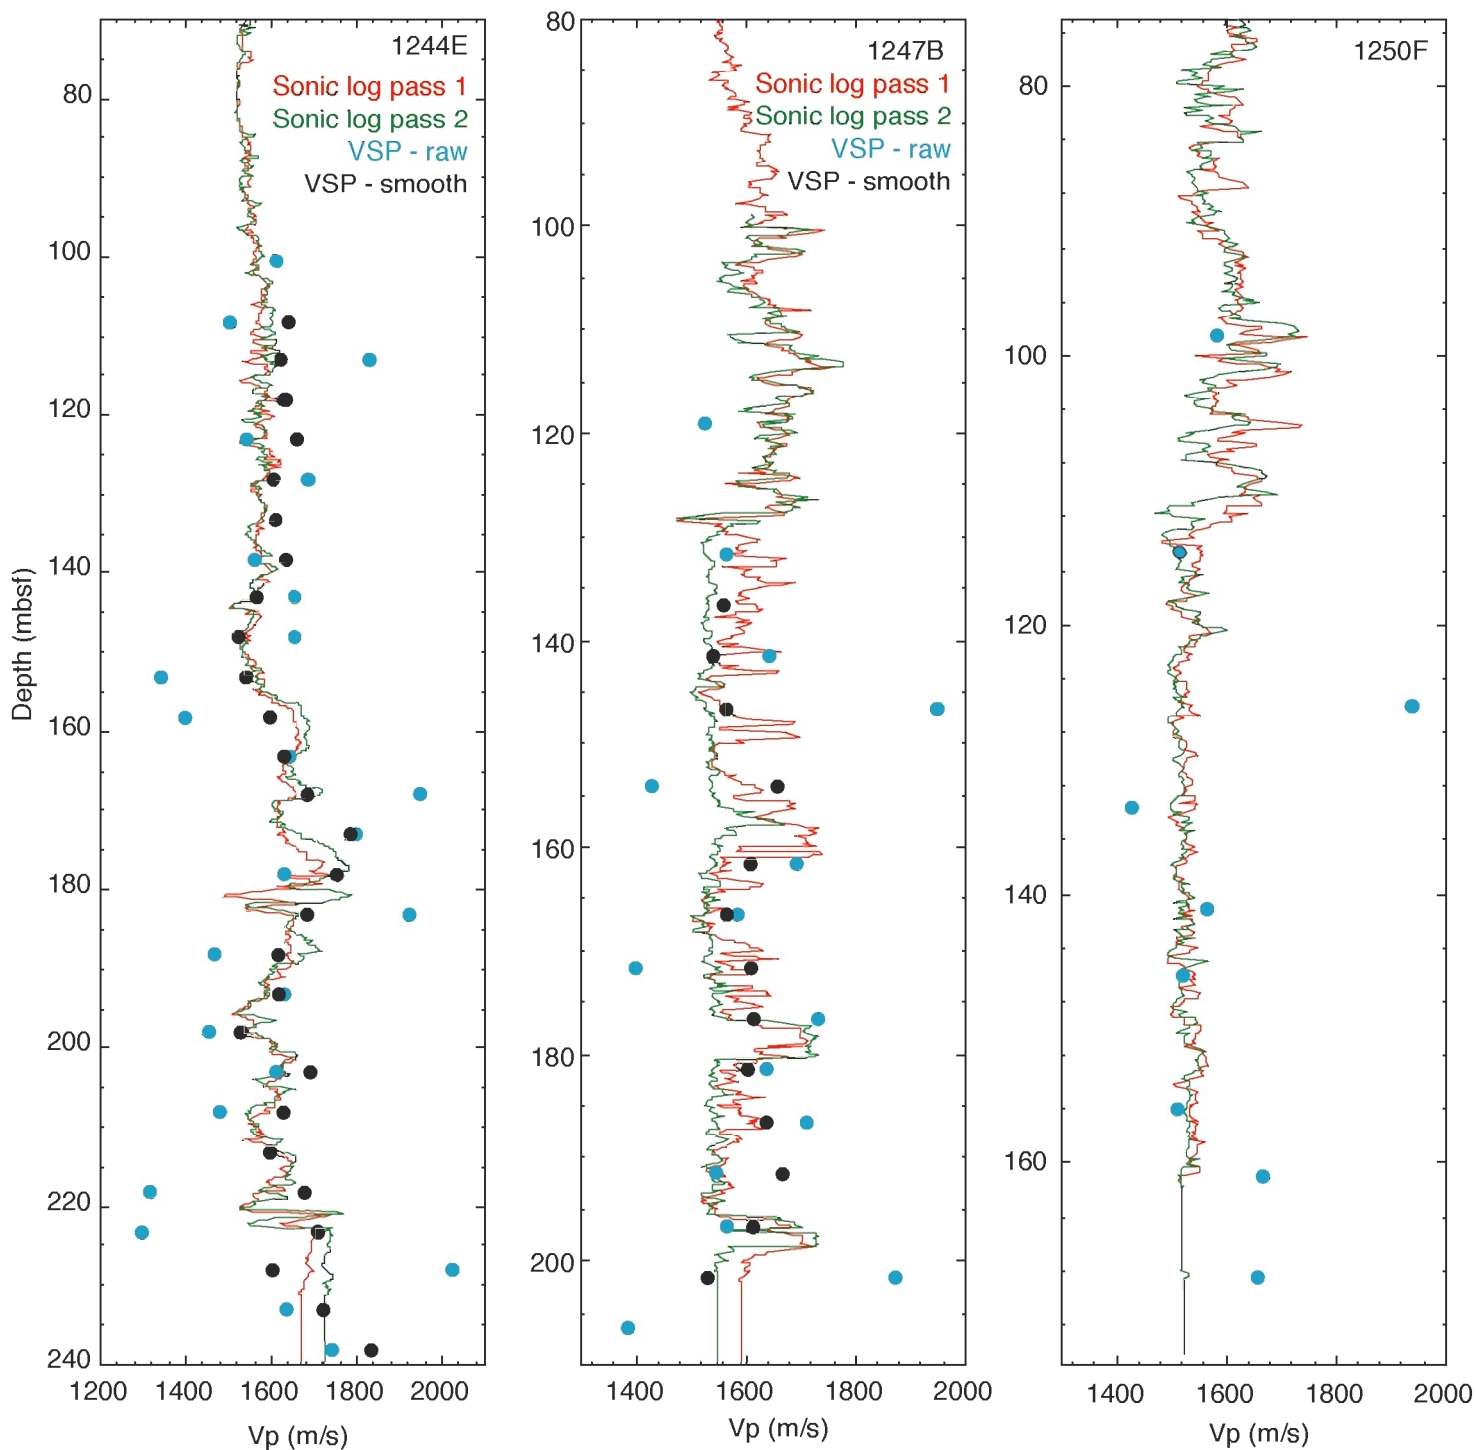 1244E
Sonic log pass 1
Sonic log pass 2
VSP - raw
VSP - smooth
80
100
120
140
160
180
200
220
240
Depth (mbsf)
1200 1400 1600 1800 2000
Vp (m/s)
1247B
Sonic log pass 1
Sonic log pass 2
VSP - raw
VSP - smooth
80
100
120
140
160
180
200
1400 1600 1800 2000
Vp (m/s)
1250F
80
100
120
140
160
1400 1600 1800 2000
Vp (m/s)